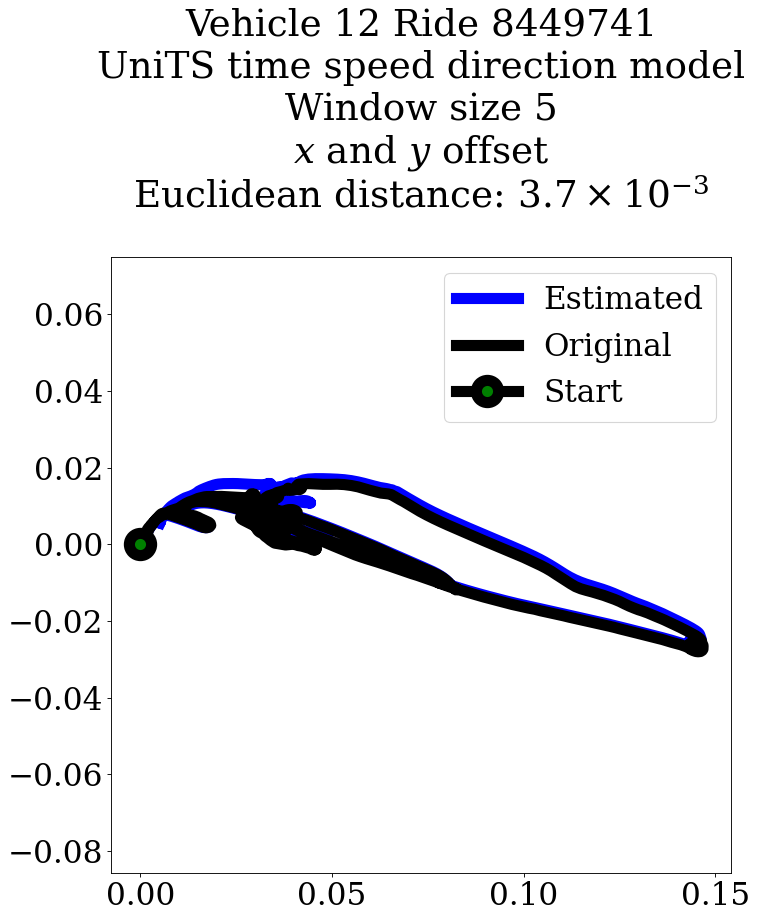 Vehicle 12 Ride 8449741
UniTS time speed direction model
Window size 5
x and y offset
Euclidean distance: 3.7 × 10⁻³
Estimated
Original
Start
0.06
0.04
0.02
0.00
−0.02
−0.04
−0.06
−0.08
0.00 0.05 0.10 0.15